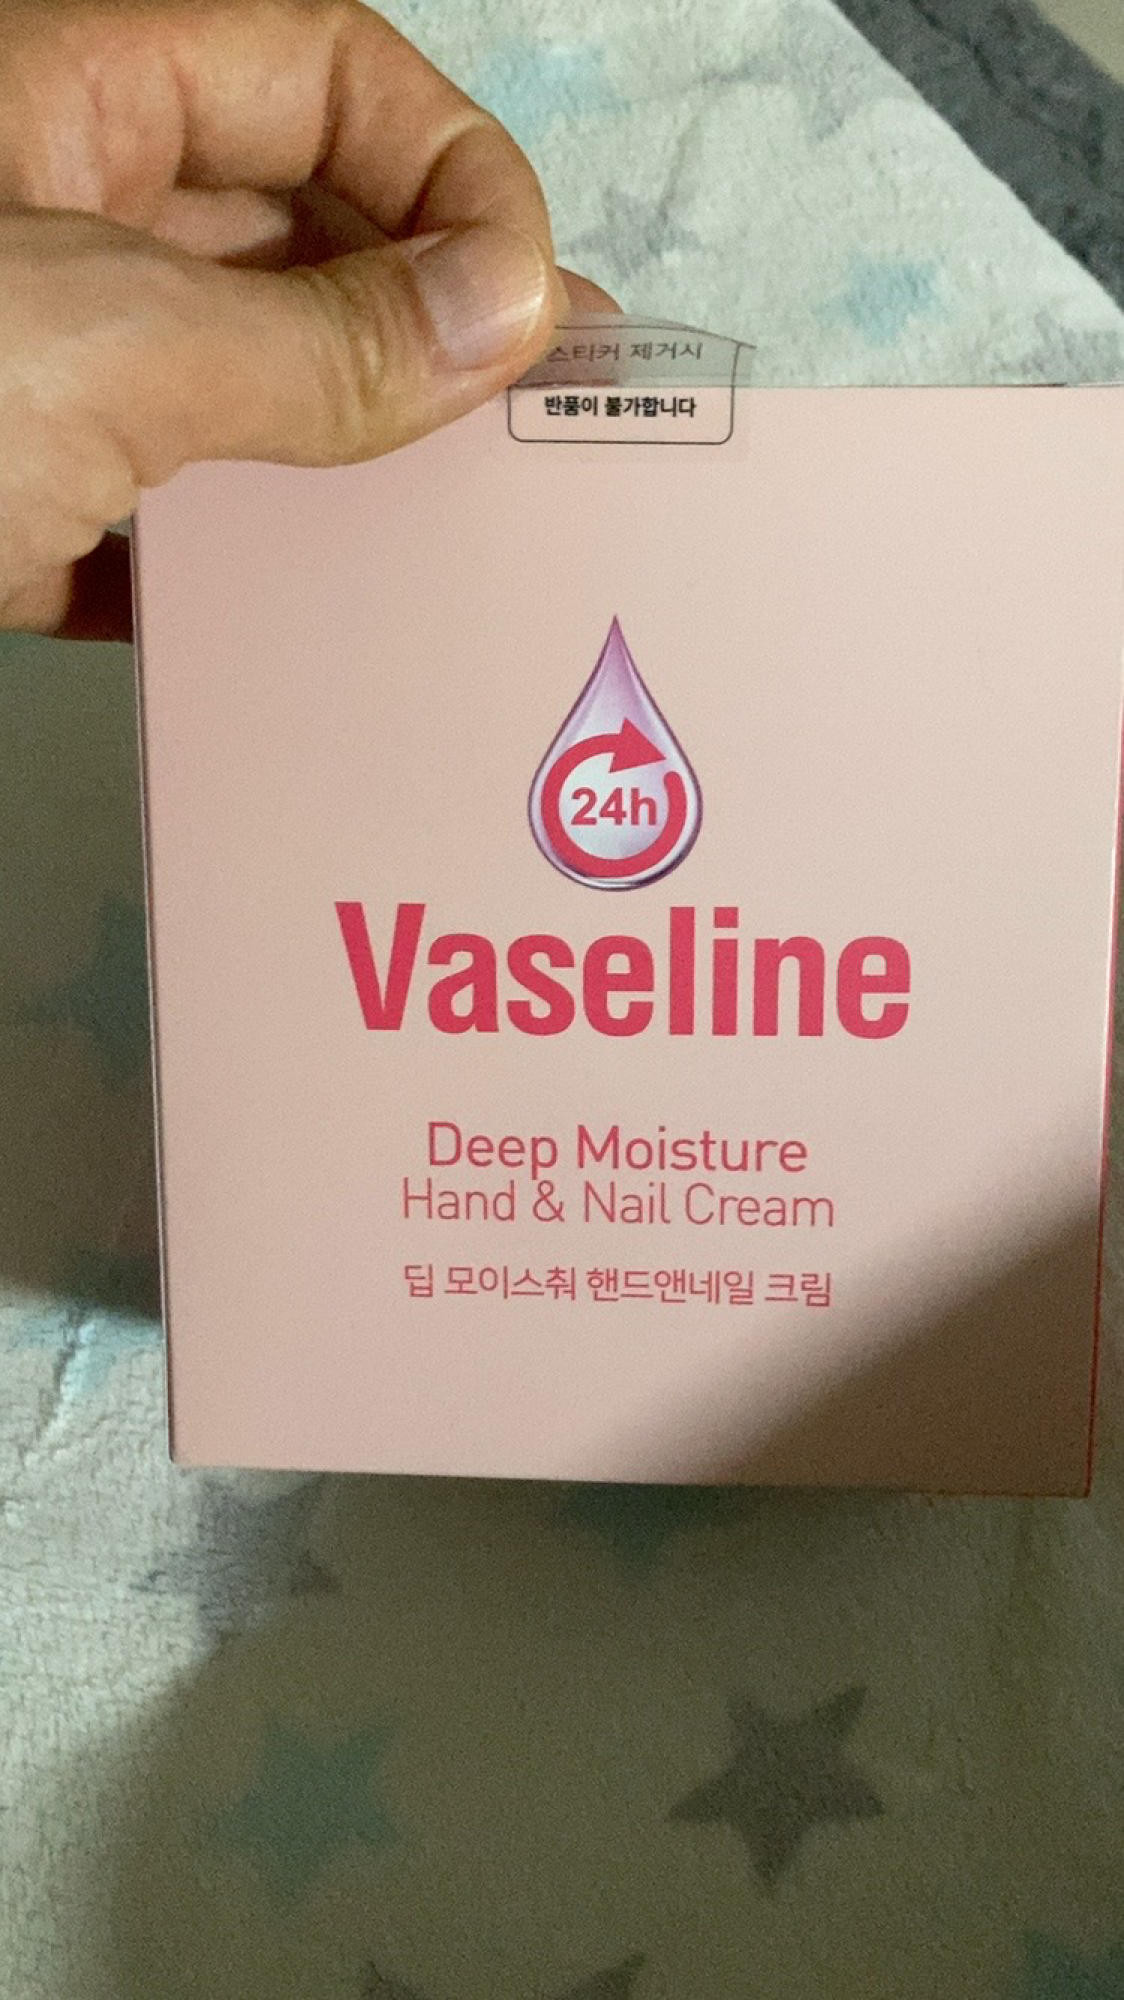 스티커 제거시
반품이 불가합니다
24h
Vaseline
Deep Moisture
Hand & Nail Cream
딥 모이스춰 핸드앤네일 크림